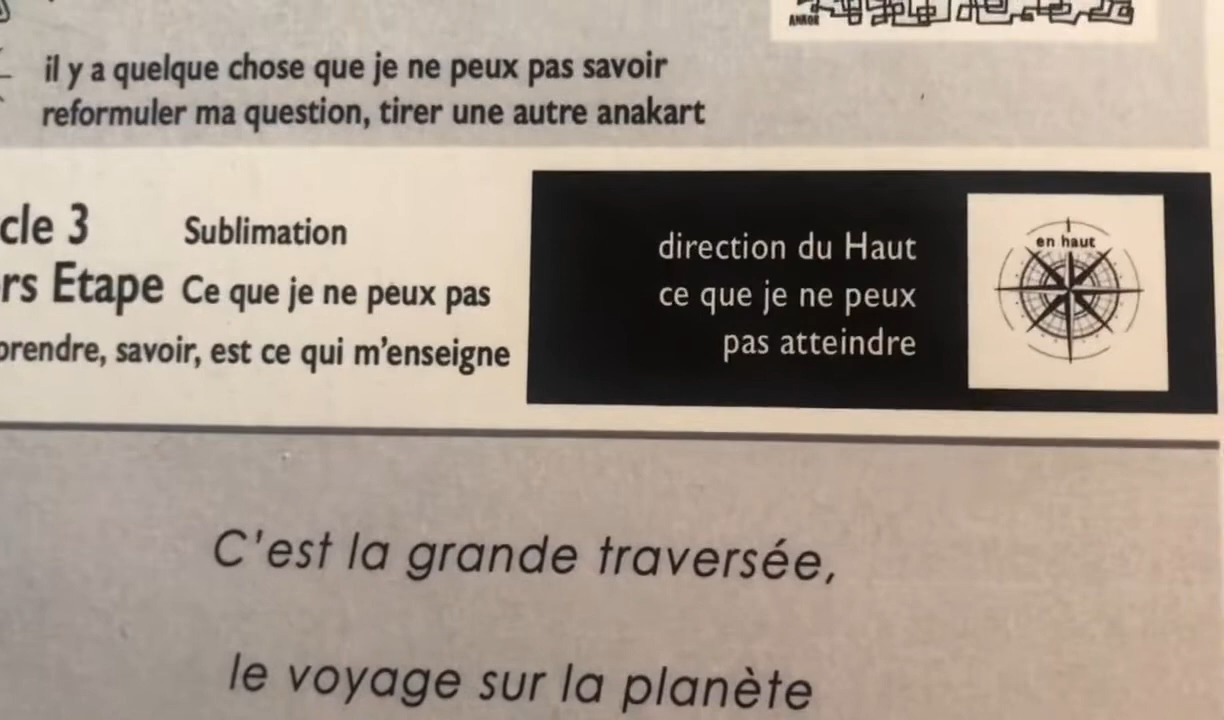 ANKOR
il y a quelque chose que je ne peux pas savoir
reformuler ma question, tirer une autre anakart
cle 3 Sublimation
rs Etape Ce que je ne peux pas
prendre, savoir, est ce qui m'enseigne
direction du Haut
ce que je ne peux
pas atteindre
en haut
C'est la grande traversée,
le voyage sur la planète